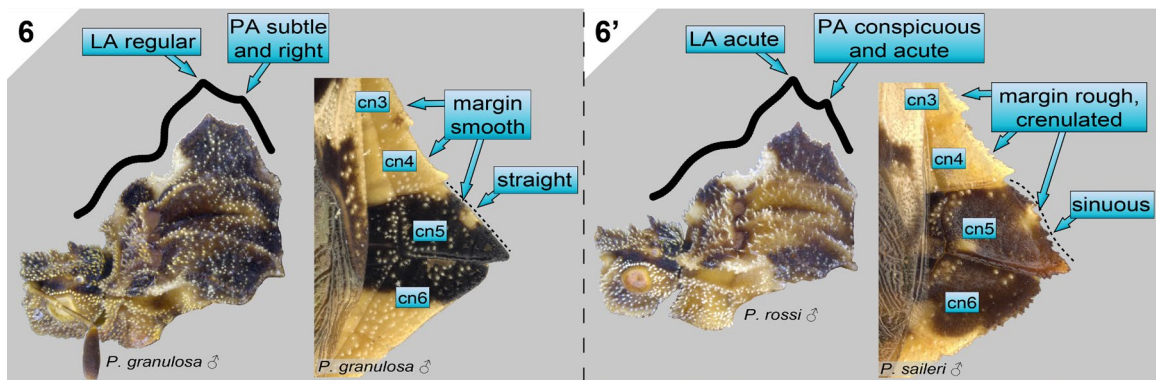 6
LA regular
PA subtle
and right
cn3
margin
smooth
cn4
straight
cn5
cn6
P. granulosa ♂
P. granulosa ♂
6’
LA acute
PA conspicuous
and acute
cn3
margin rough,
crenulated
cn4
sinuous
cn5
cn6
P. rossi ♂
P. saileri ♂